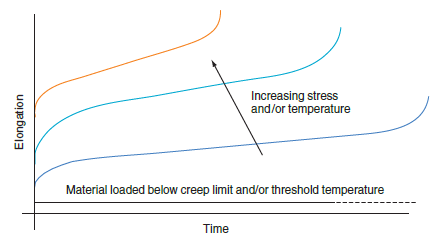 Elongation
Increasing stress
and/or temperature
Material loaded below creep limit and/or threshold temperature
Time